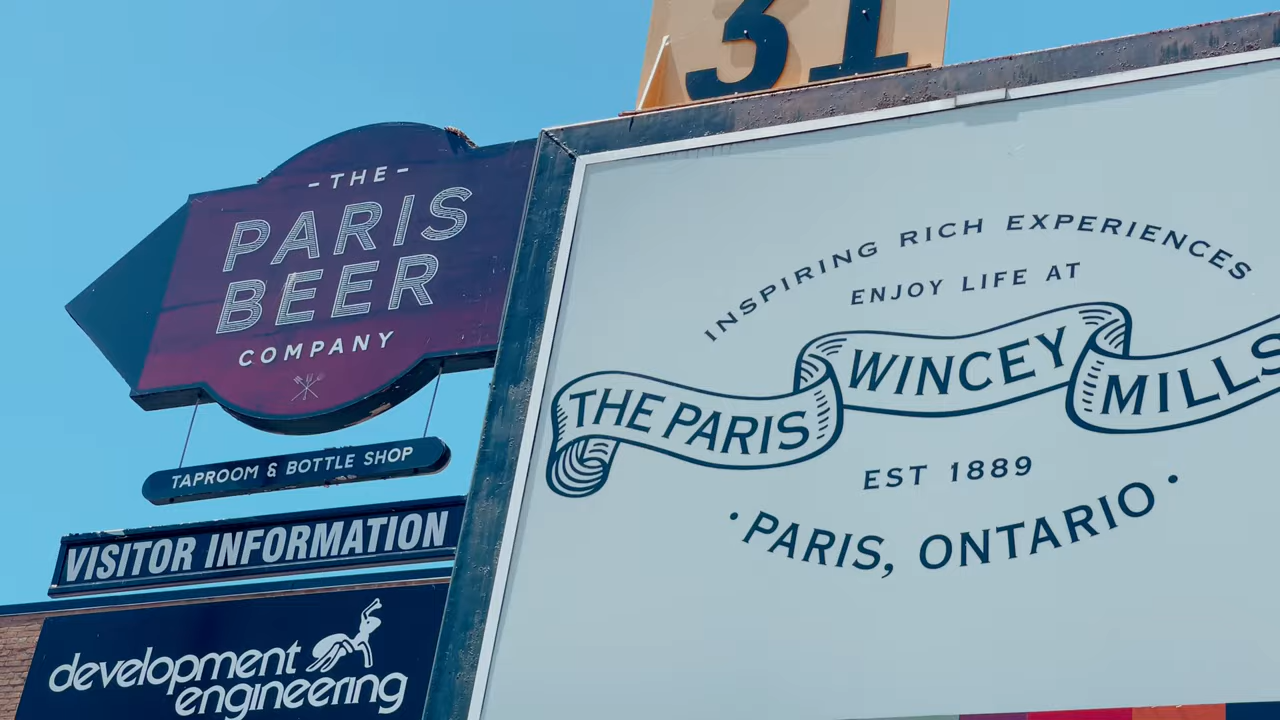 31
- THE -
PARIS
BEER
COMPANY
TAPROOM & BOTTLE SHOP
VISITOR INFORMATION
development
engineering
INSPIRING RICH EXPERIENCES
ENJOY LIFE AT
THE PARIS WINCEY MILLS
EST 1889
• PARIS, ONTARIO •